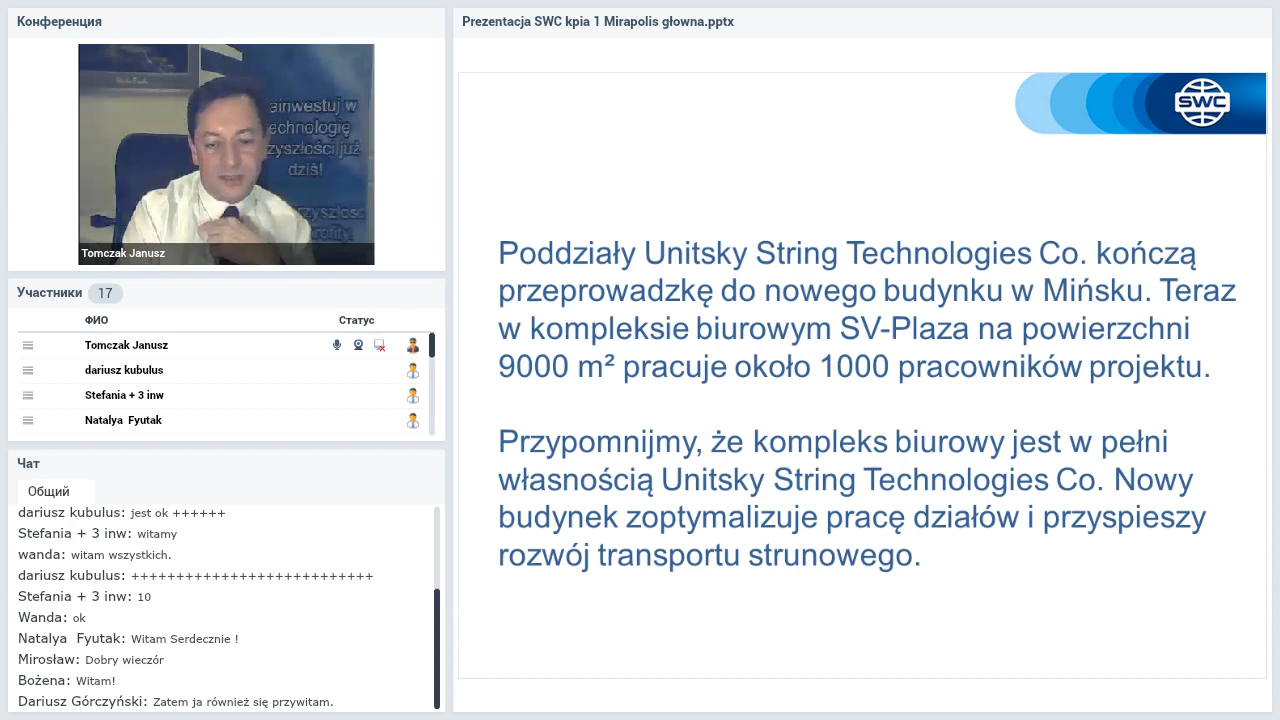 Конференция
ainwestuj w
echnologię
zyszłości już
dziś!
Tomczak Janusz
Участники 17
ФИО Статус
Tomczak Janusz
dariusz kubulus
Stefania + 3 inw
Natalya Fyutak
Чат
Общий
dariusz kubulus: jest ok ++++++
Stefania + 3 inw: witamy
wanda: witam wszystkich.
dariusz kubulus: +++++++++++++++++++++++++++
Stefania + 3 inw: 10
Wanda: ok
Natalya Fyutak: Witam Serdecznie !
Mirosław: Dobry wieczór
Bożena: Witam!
Dariusz Górczyński: Zatem ja również się przywitam.
Prezentacja SWC kpia 1 Mirapolis głowna.pptx
SWC
Poddziały Unitsky String Technologies Co. kończą
przeprowadzkę do nowego budynku w Mińsku. Teraz
w kompleksie biurowym SV-Plaza na powierzchni
9000 m² pracuje około 1000 pracowników projektu.
Przypomnijmy, że kompleks biurowy jest w pełni
własnością Unitsky String Technologies Co. Nowy
budynek zoptymalizuje pracę działów i przyspieszy
rozwój transportu strunowego.